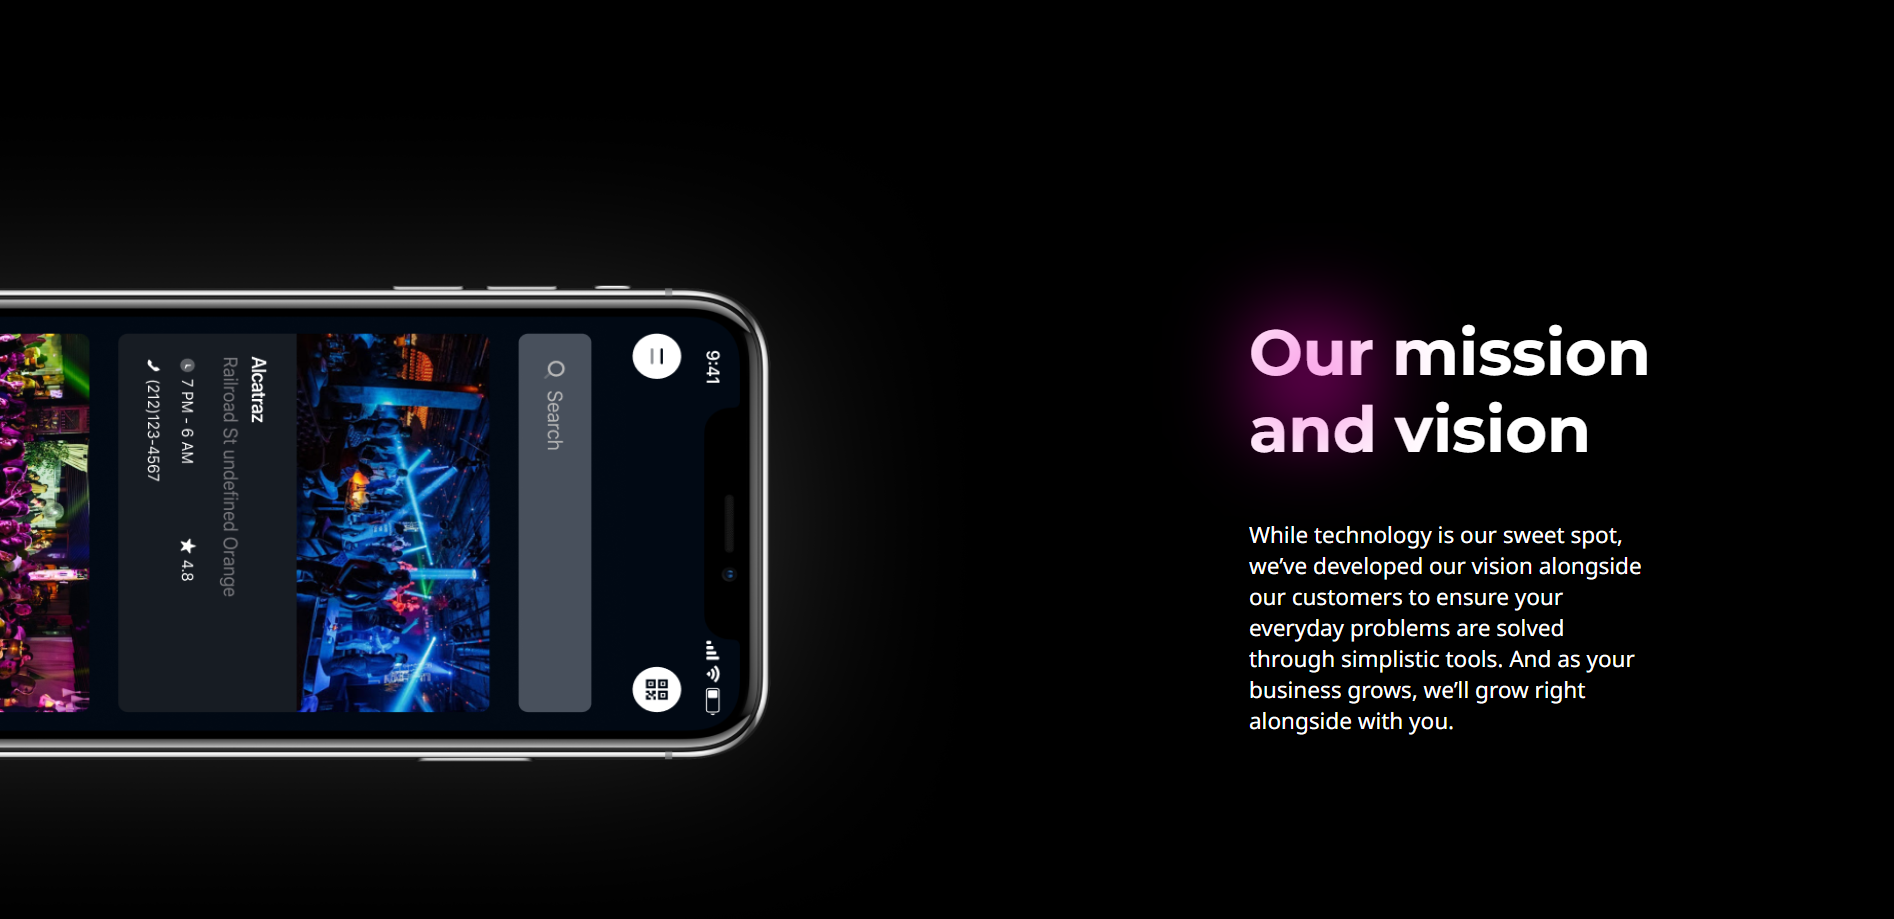 9:41
Search
Alcatraz
Railroad St undefined Orange
7 PM - 6 AM
4.8
(212)123-4567
Our mission
and vision
While technology is our sweet spot,
we’ve developed our vision alongside
our customers to ensure your
everyday problems are solved
through simplistic tools. And as your
business grows, we’ll grow right
alongside with you.